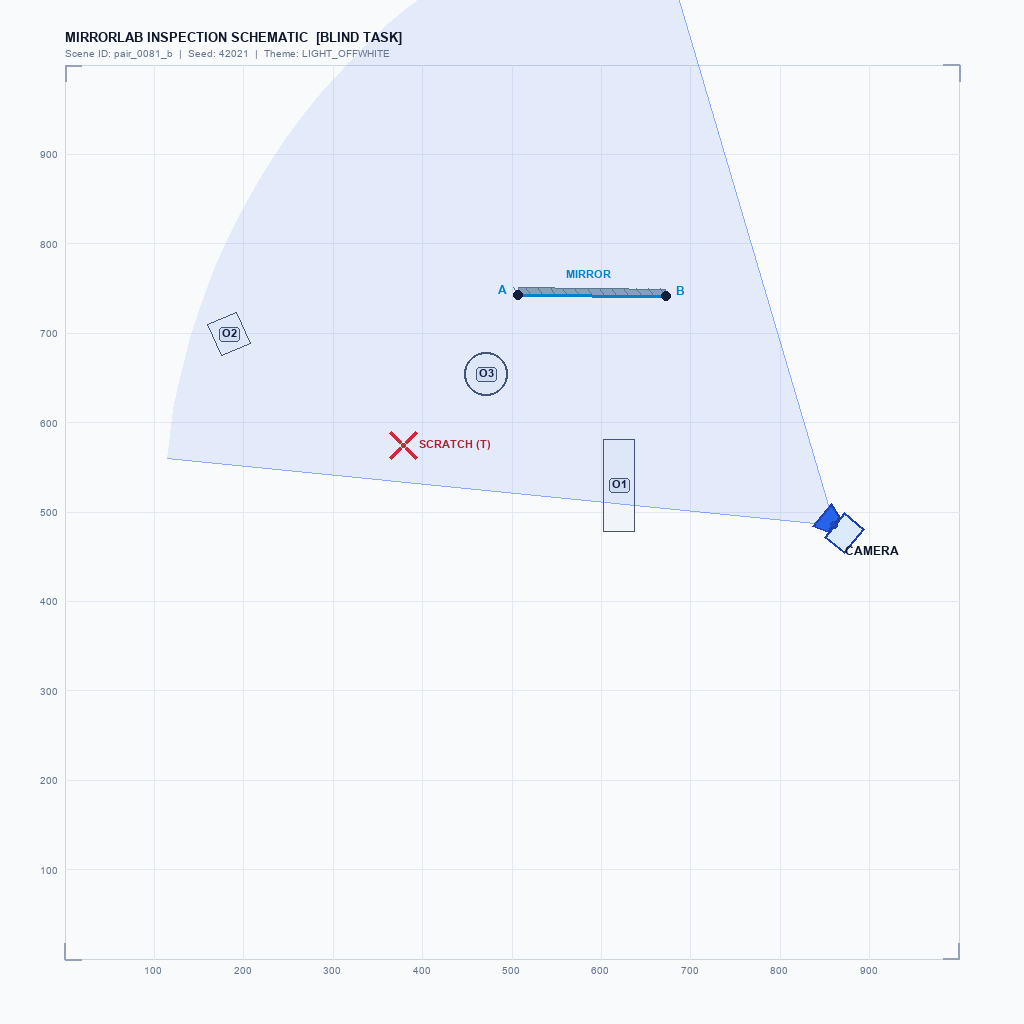 MIRRORLAB INSPECTION SCHEMATIC  [BLIND TASK]
Scene ID: pair_0081_b  |  Seed: 42021  |  Theme: LIGHT_OFFWHITE
900
800
MIRROR
A
B
700
O2
O3
600
SCRATCH (T)
O1
500
CAMERA
400
300
200
100
100 200 300 400 500 600 700 800 900